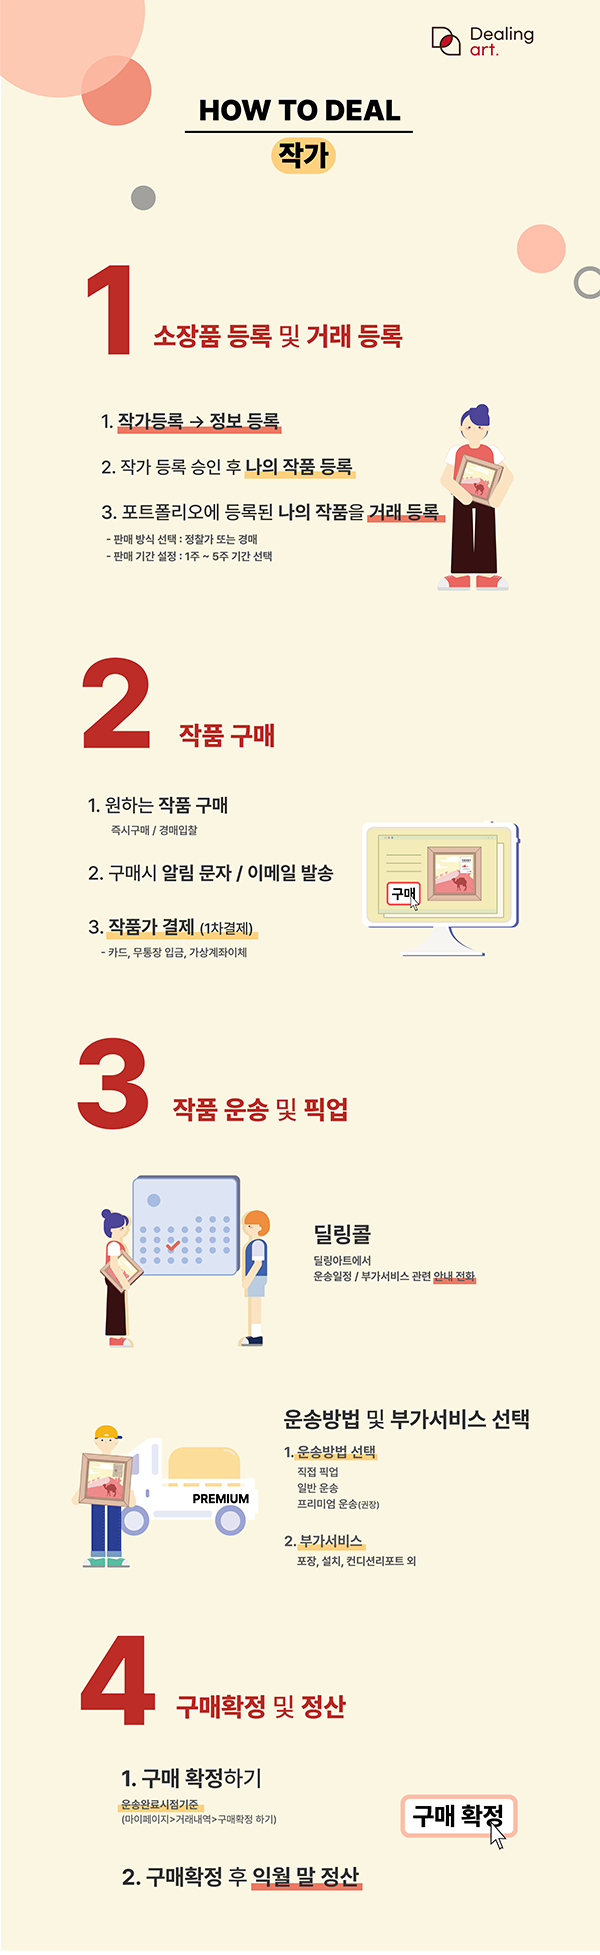 Dealing
art.
HOW TO DEAL
작가
1 소장품 등록 및 거래 등록
1. 작가등록 → 정보 등록
2. 작가 등록 승인 후 나의 작품 등록
3. 포트폴리오에 등록된 나의 작품을 거래 등록
- 판매 방식 선택 : 정찰가 또는 경매
- 판매 기간 설정 : 1주 ~ 5주 기간 선택
2 작품 구매
1. 원하는 작품 구매
즉시구매 / 경매입찰
2. 구매시 알림 문자 / 이메일 발송
구매
3. 작품가 결제 (1차결제)
- 카드, 무통장 입금, 가상계좌이체
3 작품 운송 및 픽업
딜링콜
딜링아트에서
운송일정 / 부가서비스 관련 안내 전화
운송방법 및 부가서비스 선택
1. 운송방법 선택
직접 픽업
일반 운송
프리미엄 운송(권장)
PREMIUM
2. 부가서비스
포장, 설치, 컨디션리포트 외
4 구매확정 및 정산
1. 구매 확정하기
운송완료시점기준
(마이페이지>거래내역>구매확정 하기)
구매 확정
2. 구매확정 후 익월 말 정산